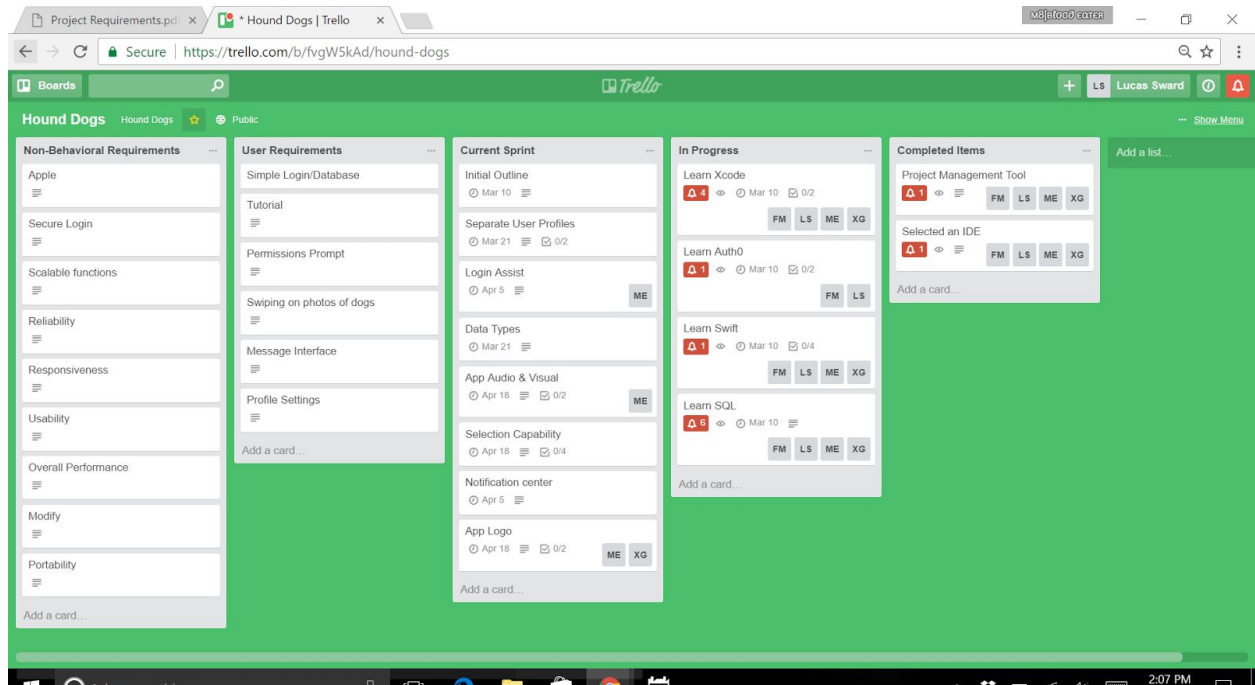 Project Requirements.pd
* Hound Dogs | Trello
Secure
https://trello.com/b/fvgW5kAd/hound-dogs
Boards
Trello
LS Lucas Sward
Hound Dogs
Hound Dogs
Public
... Show Menu
Non-Behavioral Requirements
Apple
Secure Login
Scalable functions
Reliability
Responsiveness
Usability
Overall Performance
Modify
Portability
Add a card...
User Requirements
Simple Login/Database
Tutorial
Permissions Prompt
Swiping on photos of dogs
Message Interface
Profile Settings
Add a card...
Current Sprint
Initial Outline
Mar 10
Separate User Profiles
Mar 21 0/2
Login Assist
Apr 5
ME
Data Types
Mar 21
App Audio & Visual
Apr 18 0/2
ME
Selection Capability
Apr 18 0/4
Notification center
Apr 5
App Logo
Apr 18 0/2
ME XG
Add a card...
In Progress
Learn Xcode
4 Mar 10 0/2
FM LS ME XG
Learn Auth0
1 Mar 10 0/2
FM LS
Learn Swift
1 Mar 10 0/4
FM LS ME XG
Learn SQL
6 Mar 10
FM LS ME XG
Add a card...
Completed Items
Project Management Tool
1
FM LS ME XG
Selected an IDE
1
FM LS ME XG
Add a card...
Add a list...
2:07 PM